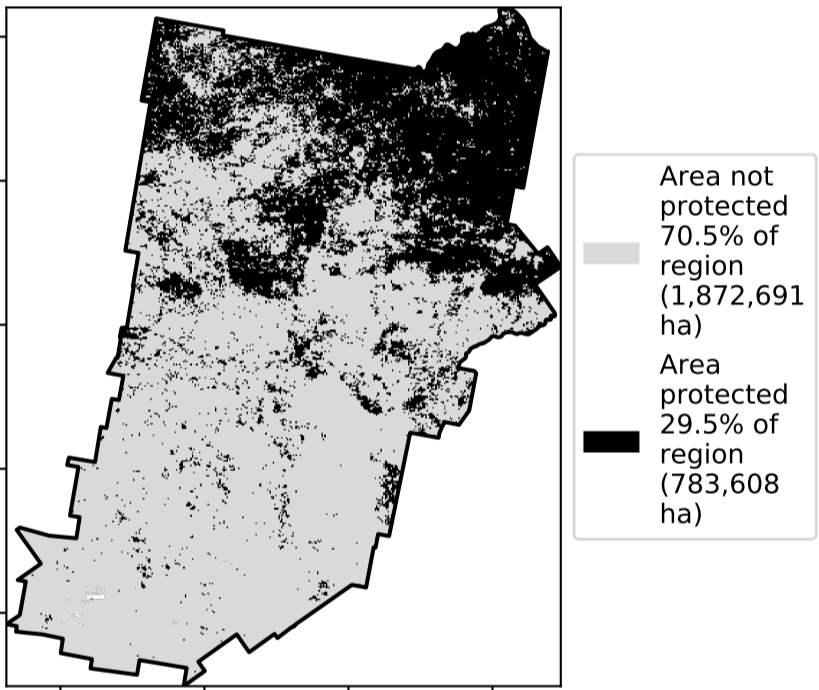 Area not
protected
70.5% of
region
(1,872,691
ha)
Area
protected
29.5% of
region
(783,608
ha)